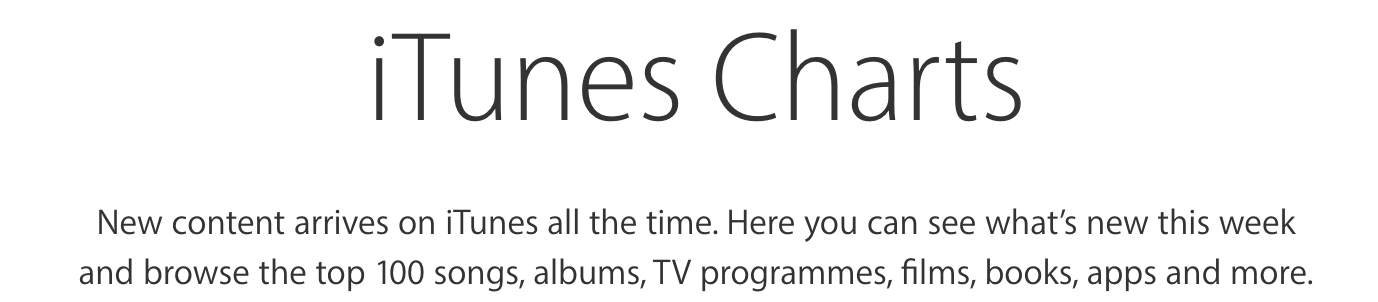 iTunes Charts
New content arrives on iTunes all the time. Here you can see what’s new this week
and browse the top 100 songs, albums, TV programmes, films, books, apps and more.